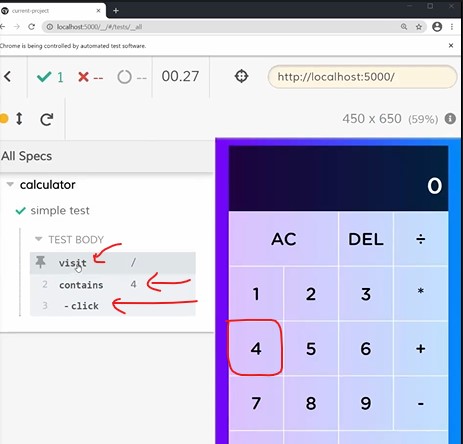 current-project
localhost:5000/__/#/tests/__all
Chrome is being controlled by automated test software.
1
--
--
00.27
http://localhost:5000/
450 x 650 (59%)
All Specs
calculator
simple test
TEST BODY
visit /
2 contains 4
3 -click
0
AC DEL ÷
1 2 3 *
4 5 6 +
7 8 9 -